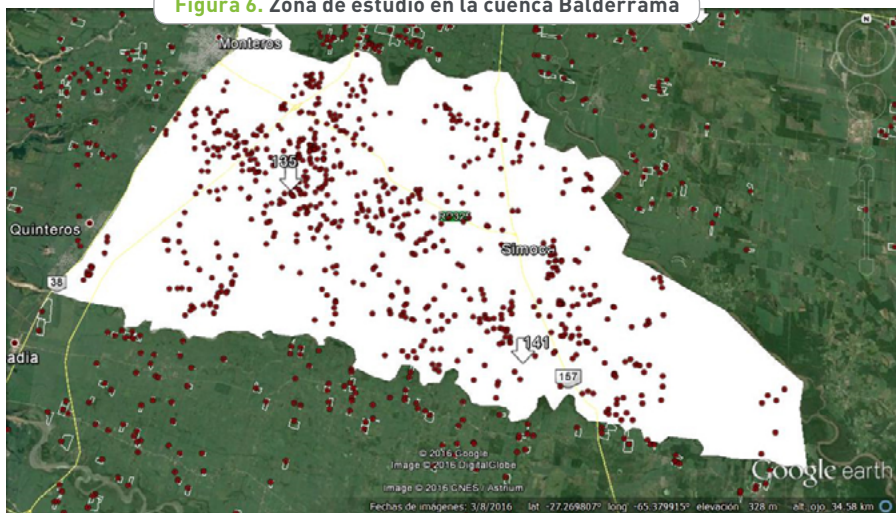 Figura 6. Zona de estudio en la cuenca Balderrama
Monteros
135
Quinteros
Simoca
38
adia
141
157
© 2016 Google
Image © 2016 DigitalGlobe
Image © 2016 CNES / Astrium
Google earth
Fechas de imágenes: 3/8/2016 lat -27.269807° long -65.379915° elevación 328 m alt. ojo 34.58 km